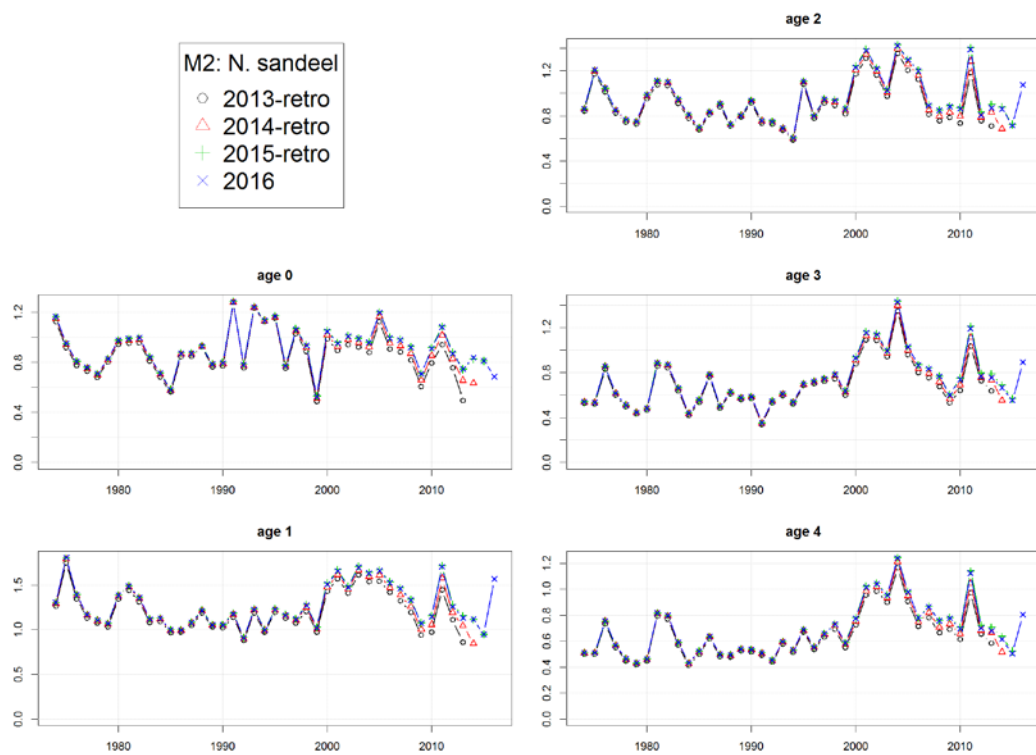 M2: N. sandeel
2013-retro
2014-retro
2015-retro
2016
age 2
0.0 0.4 0.8 1.2
1980 1990 2000 2010
age 0
0.0 0.4 0.8 1.2
1980 1990 2000 2010
age 3
0.0 0.4 0.8 1.2
1980 1990 2000 2010
age 1
0.0 0.5 1.0 1.5
1980 1990 2000 2010
age 4
0.0 0.2 0.4 0.6 0.8 1.0 1.2
1980 1990 2000 2010